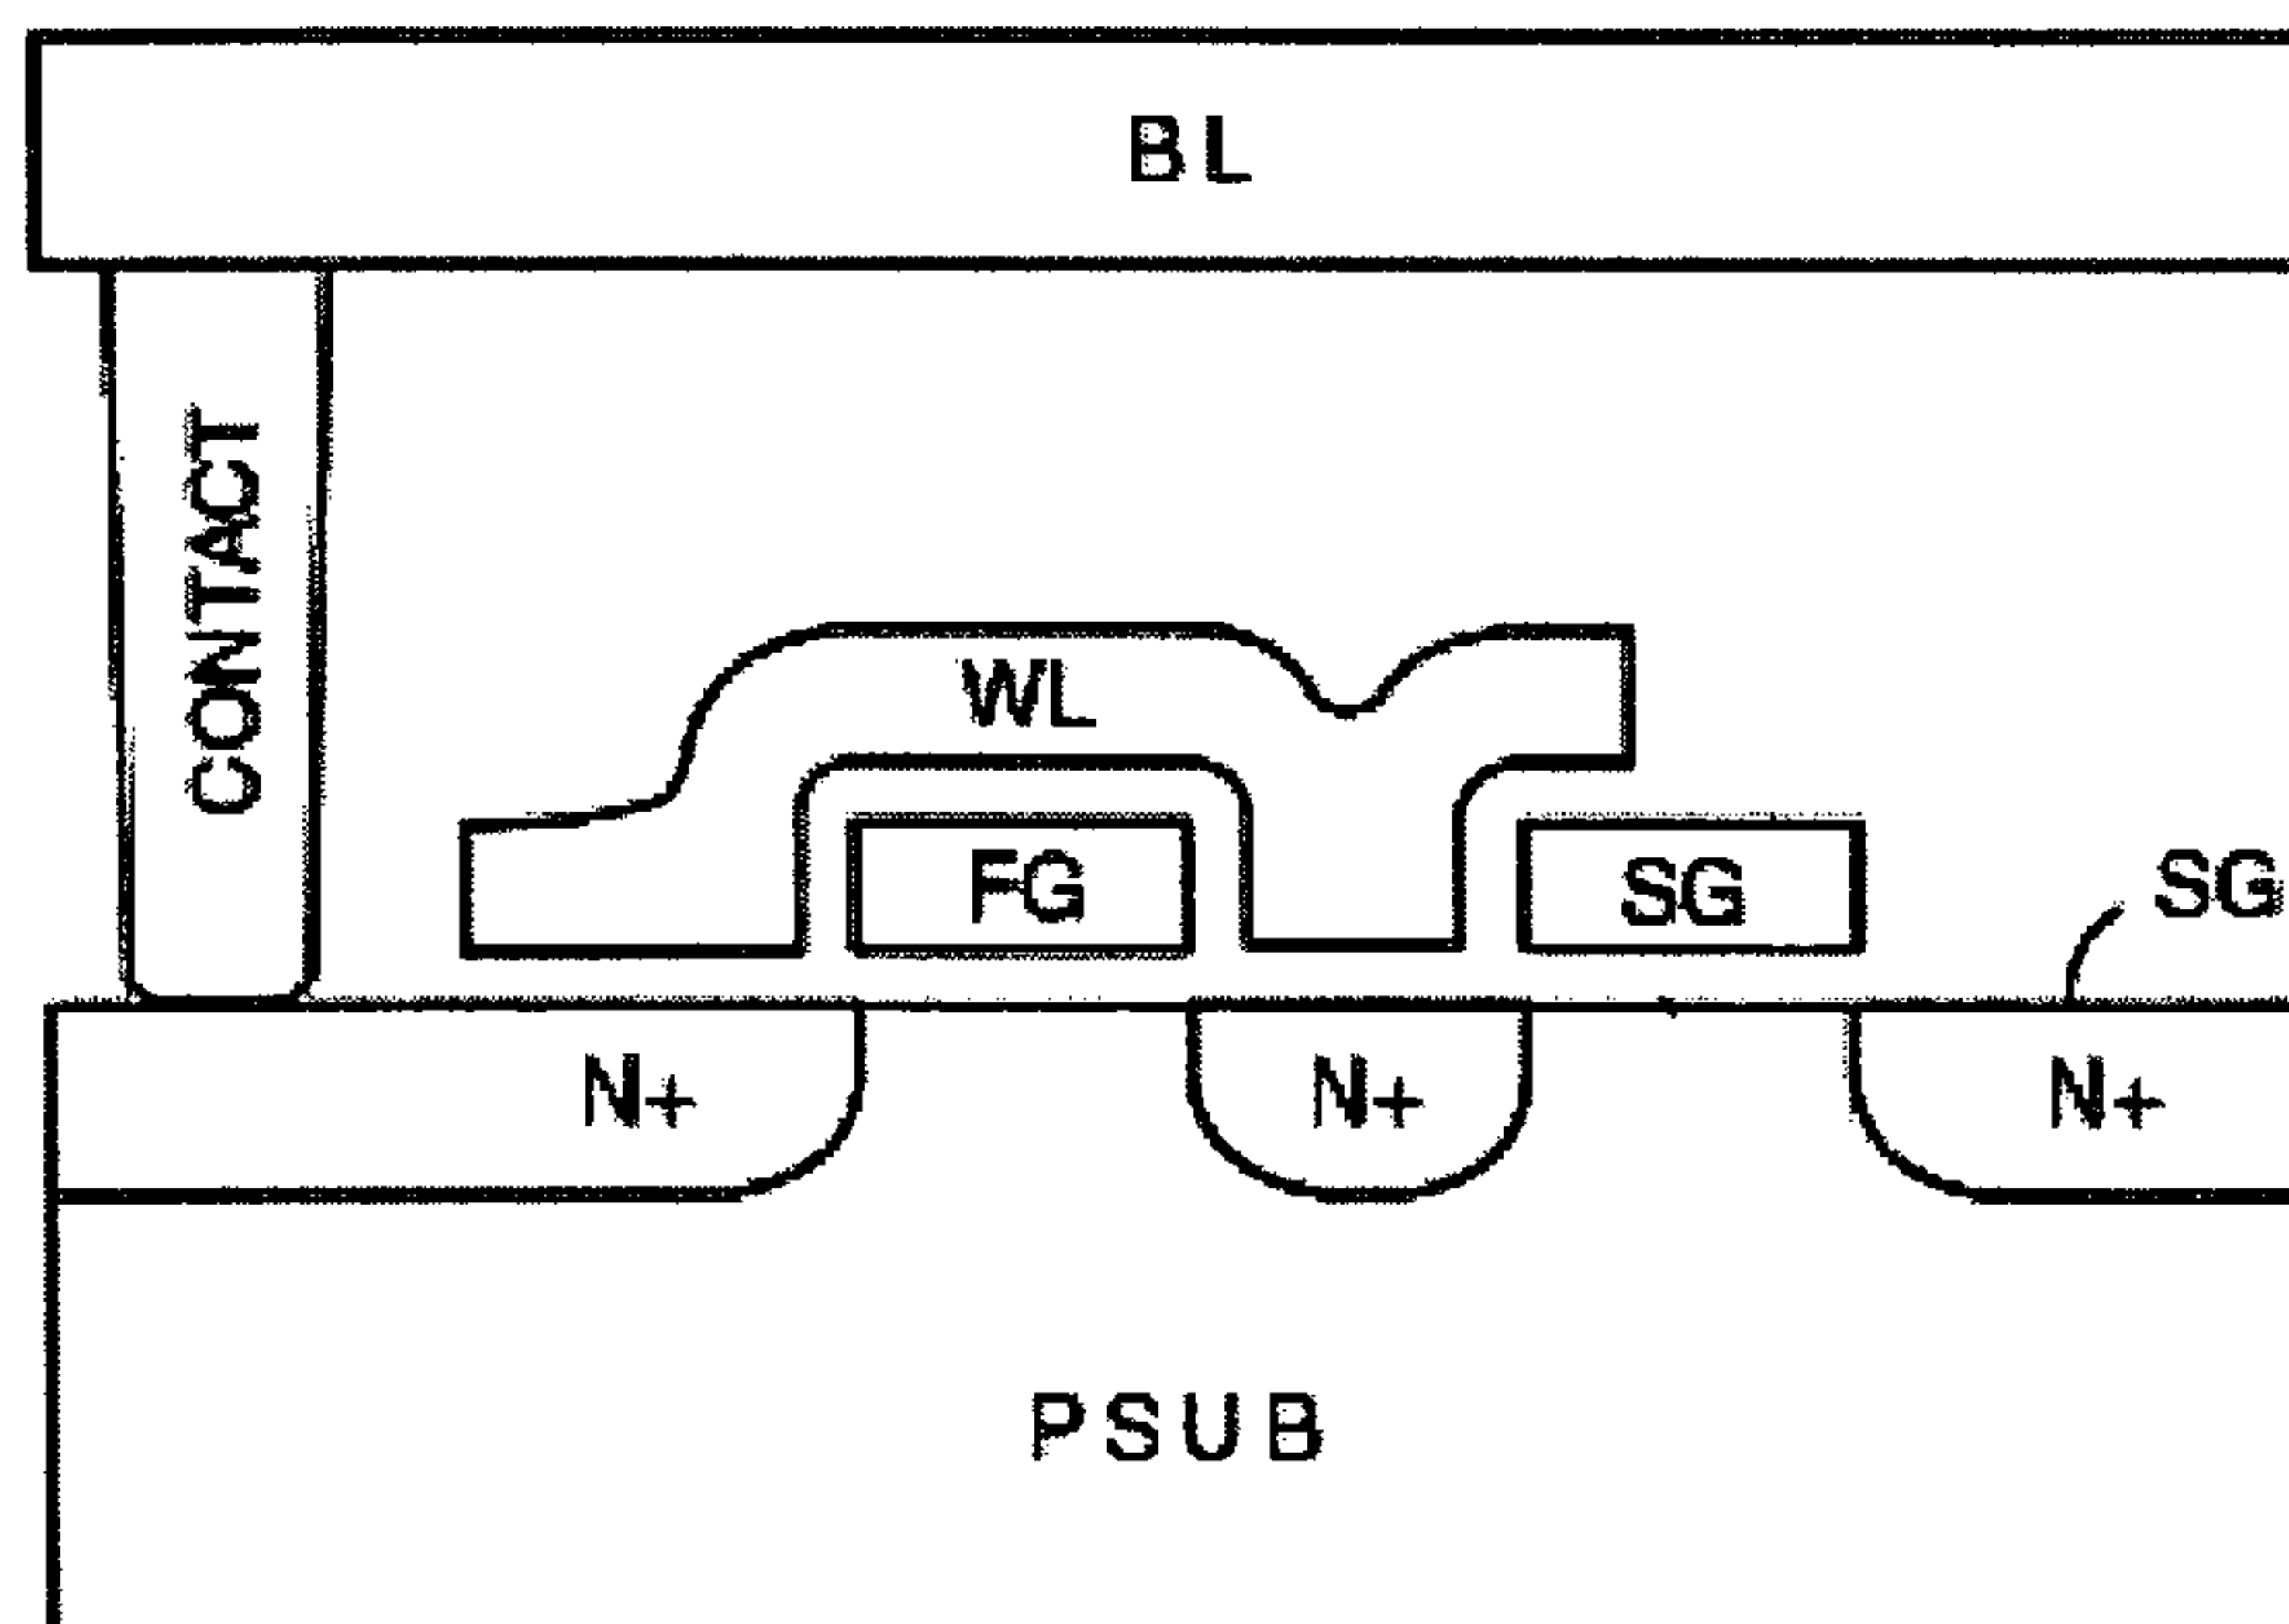 BL
CONTACT
WL
FG
SG
SG
N+
N+
N+
PSUB